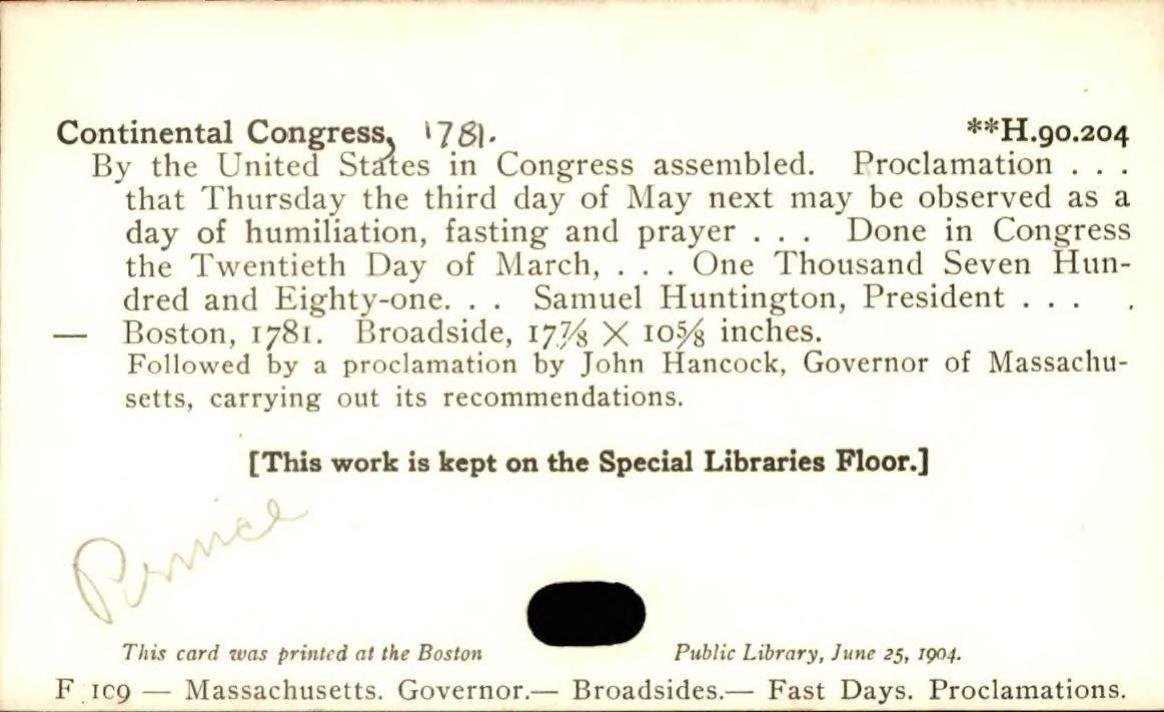 Continental Congress, 1781. **H.90.204
By the United States in Congress assembled. Proclamation . . .
that Thursday the third day of May next may be observed as a
day of humiliation, fasting and prayer . . . Done in Congress
the Twentieth Day of March, . . . One Thousand Seven Hun-
dred and Eighty-one. . . Samuel Huntington, President . . . .
— Boston, 1781. Broadside, 17⅞ × 10⅝ inches.
Followed by a proclamation by John Hancock, Governor of Massachu-
setts, carrying out its recommendations.
[This work is kept on the Special Libraries Floor.]
This card was printed at the Boston Public Library, June 25, 1904.
F 109 — Massachusetts. Governor.— Broadsides.— Fast Days. Proclamations.